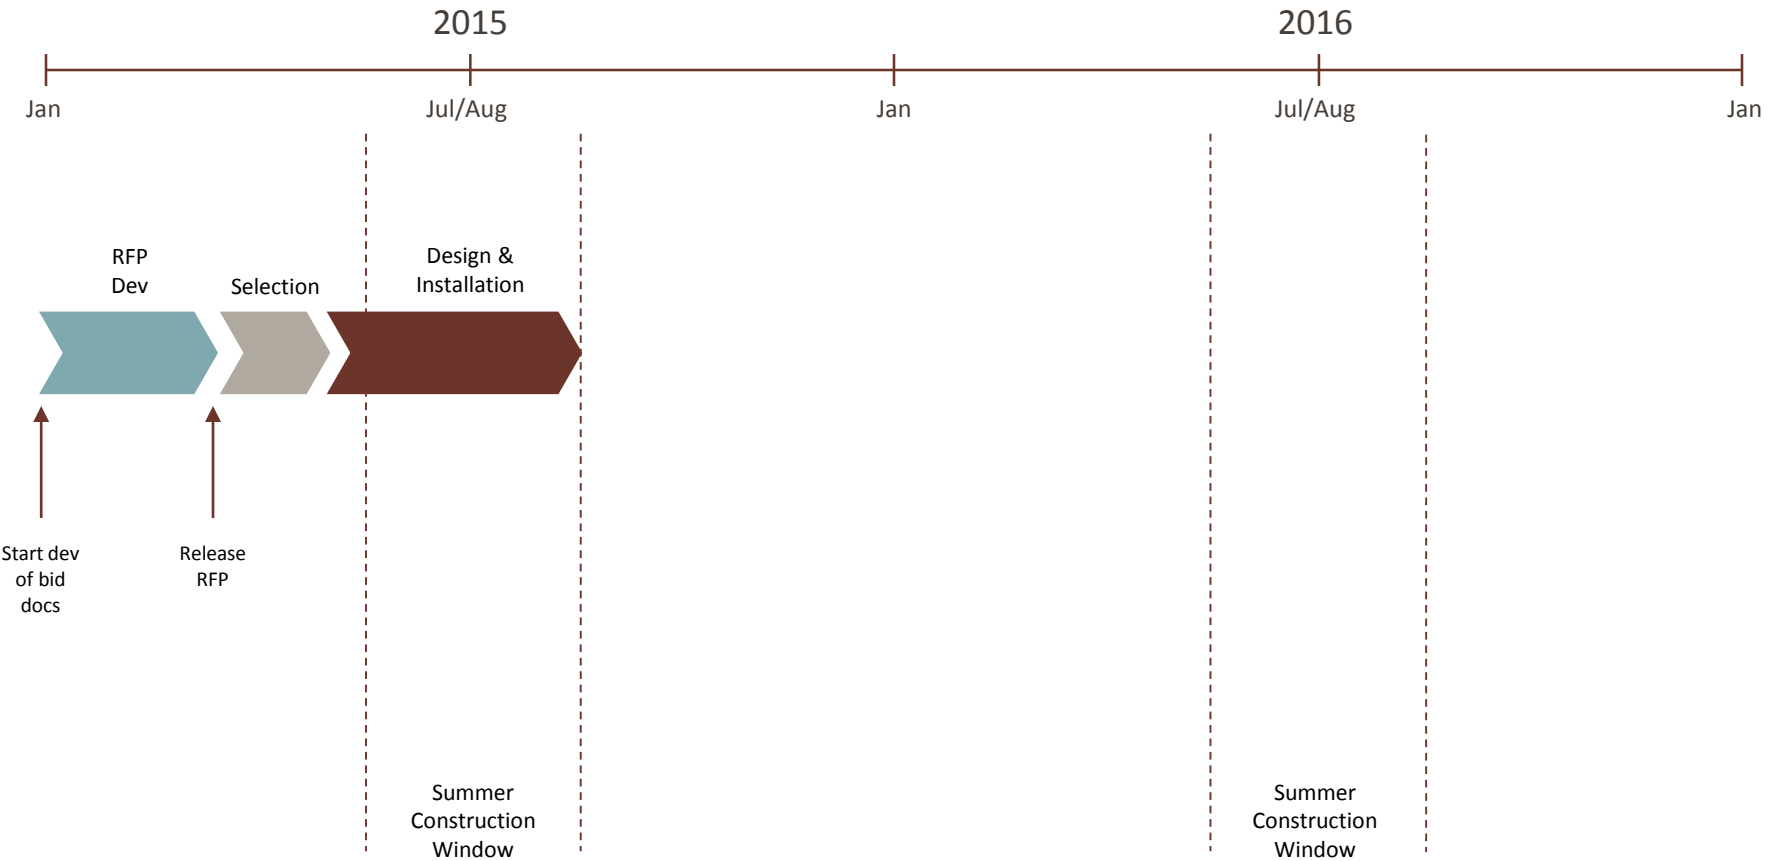 2015
2016
Jan
Jul/Aug
Jan
Jul/Aug
Jan
RFP
Dev
Selection
Design &
Installation
Start dev
of bid
docs
Release
RFP
Summer
Construction
Window
Summer
Construction
Window